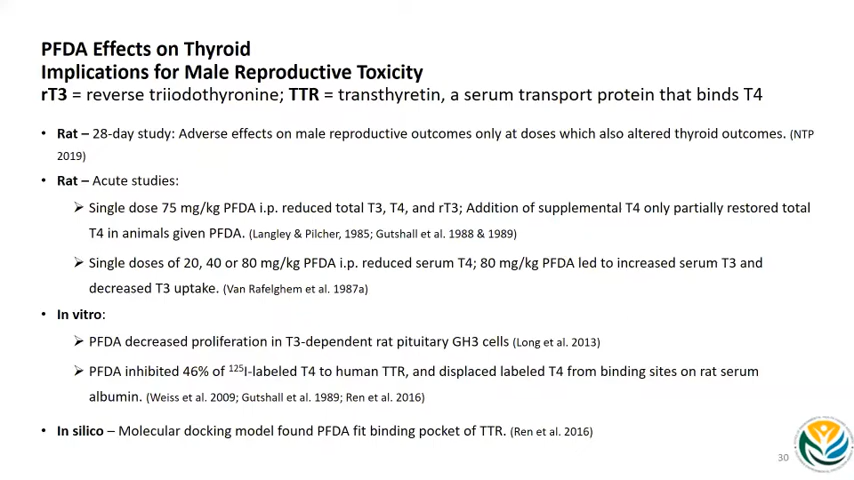 PFDA Effects on Thyroid
Implications for Male Reproductive Toxicity
rT3 = reverse triiodothyronine; TTR = transthyretin, a serum transport protein that binds T4
• Rat – 28-day study: Adverse effects on male reproductive outcomes only at doses which also altered thyroid outcomes. (NTP
2019)
• Rat – Acute studies:
➢ Single dose 75 mg/kg PFDA i.p. reduced total T3, T4, and rT3; Addition of supplemental T4 only partially restored total
T4 in animals given PFDA. (Langley & Pilcher, 1985; Gutshall et al. 1988 & 1989)
➢ Single doses of 20, 40 or 80 mg/kg PFDA i.p. reduced serum T4; 80 mg/kg PFDA led to increased serum T3 and
decreased T3 uptake. (Van Rafelghem et al. 1987a)
• In vitro:
➢ PFDA decreased proliferation in T3-dependent rat pituitary GH3 cells (Long et al. 2013)
➢ PFDA inhibited 46% of ¹²⁵I-labeled T4 to human TTR, and displaced labeled T4 from binding sites on rat serum
albumin. (Weiss et al. 2009; Gutshall et al. 1989; Ren et al. 2016)
• In silico – Molecular docking model found PFDA fit binding pocket of TTR. (Ren et al. 2016)
30